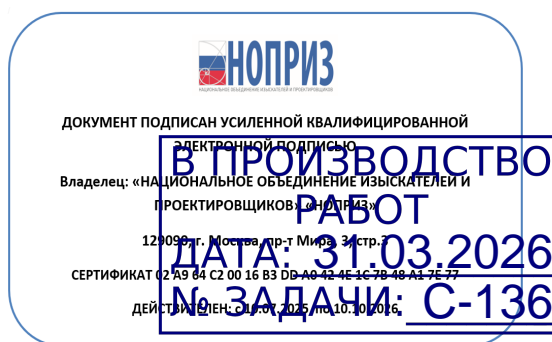 НОПРИЗ
НАЦИОНАЛЬНОЕ ОБЪЕДИНЕНИЕ ИЗЫСКАТЕЛЕЙ И ПРОЕКТИРОВЩИКОВ
ДОКУМЕНТ ПОДПИСАН УСИЛЕННОЙ КВАЛИФИЦИРОВАННОЙ
ЭЛЕКТРОННОЙ ПОДПИСЬЮ
Владелец: «НАЦИОНАЛЬНОЕ ОБЪЕДИНЕНИЕ ИЗЫСКАТЕЛЕЙ И
ПРОЕКТИРОВЩИКОВ» «НОПРИЗ»
129090, г. Москва, пр-т Мира, 3, стр.3
СЕРТИФИКАТ 02 A9 64 C2 00 16 B3 DD A0 42 4E 1C 7B 48 A1 7E 77
ДЕЙСТВИТЕЛЕН: с 10.07.2025 по 10.10.2026
В ПРОИЗВОДСТВО
РАБОТ
ДАТА: 31.03.2026
№ ЗАДАЧИ: С-136